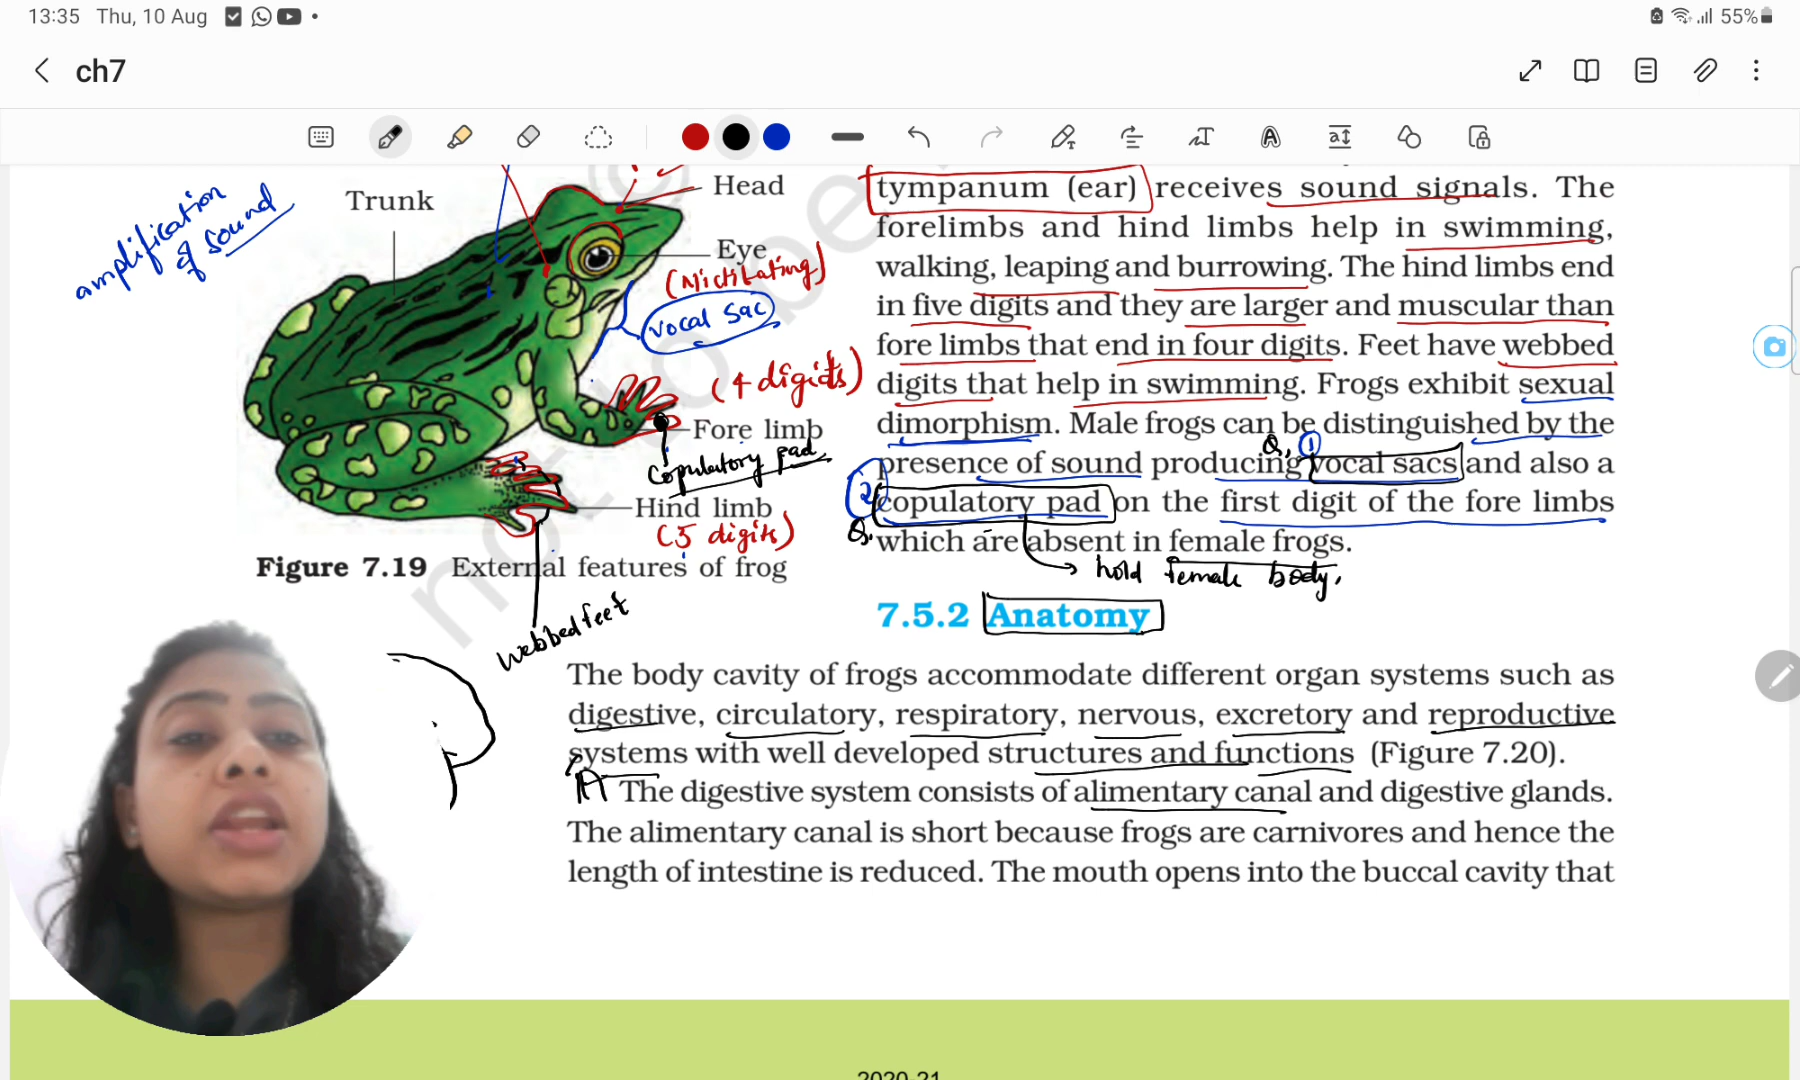 13:35 Thu, 10 Aug
55%
ch7
amplification
of sound
Trunk
Head
Eye
(Nictitating)
vocal Sac
(4 digits)
Fore limb
Copulatory pad
Hind limb
(5 digits)
Figure 7.19 External features of frog
webbed feet
tympanum (ear) receives sound signals. The
forelimbs and hind limbs help in swimming,
walking, leaping and burrowing. The hind limbs end
in five digits and they are larger and muscular than
fore limbs that end in four digits. Feet have webbed
digits that help in swimming. Frogs exhibit sexual
dimorphism. Male frogs can be distinguished by the
Q. 1
presence of sound producing vocal sacs and also a
2 copulatory pad on the first digit of the fore limbs
Q. which are absent in female frogs.
hold female body.
7.5.2 Anatomy
The body cavity of frogs accommodate different organ systems such as
digestive, circulatory, respiratory, nervous, excretory and reproductive
systems with well developed structures and functions (Figure 7.20).
The digestive system consists of alimentary canal and digestive glands.
The alimentary canal is short because frogs are carnivores and hence the
length of intestine is reduced. The mouth opens into the buccal cavity that
2020-21
not to be